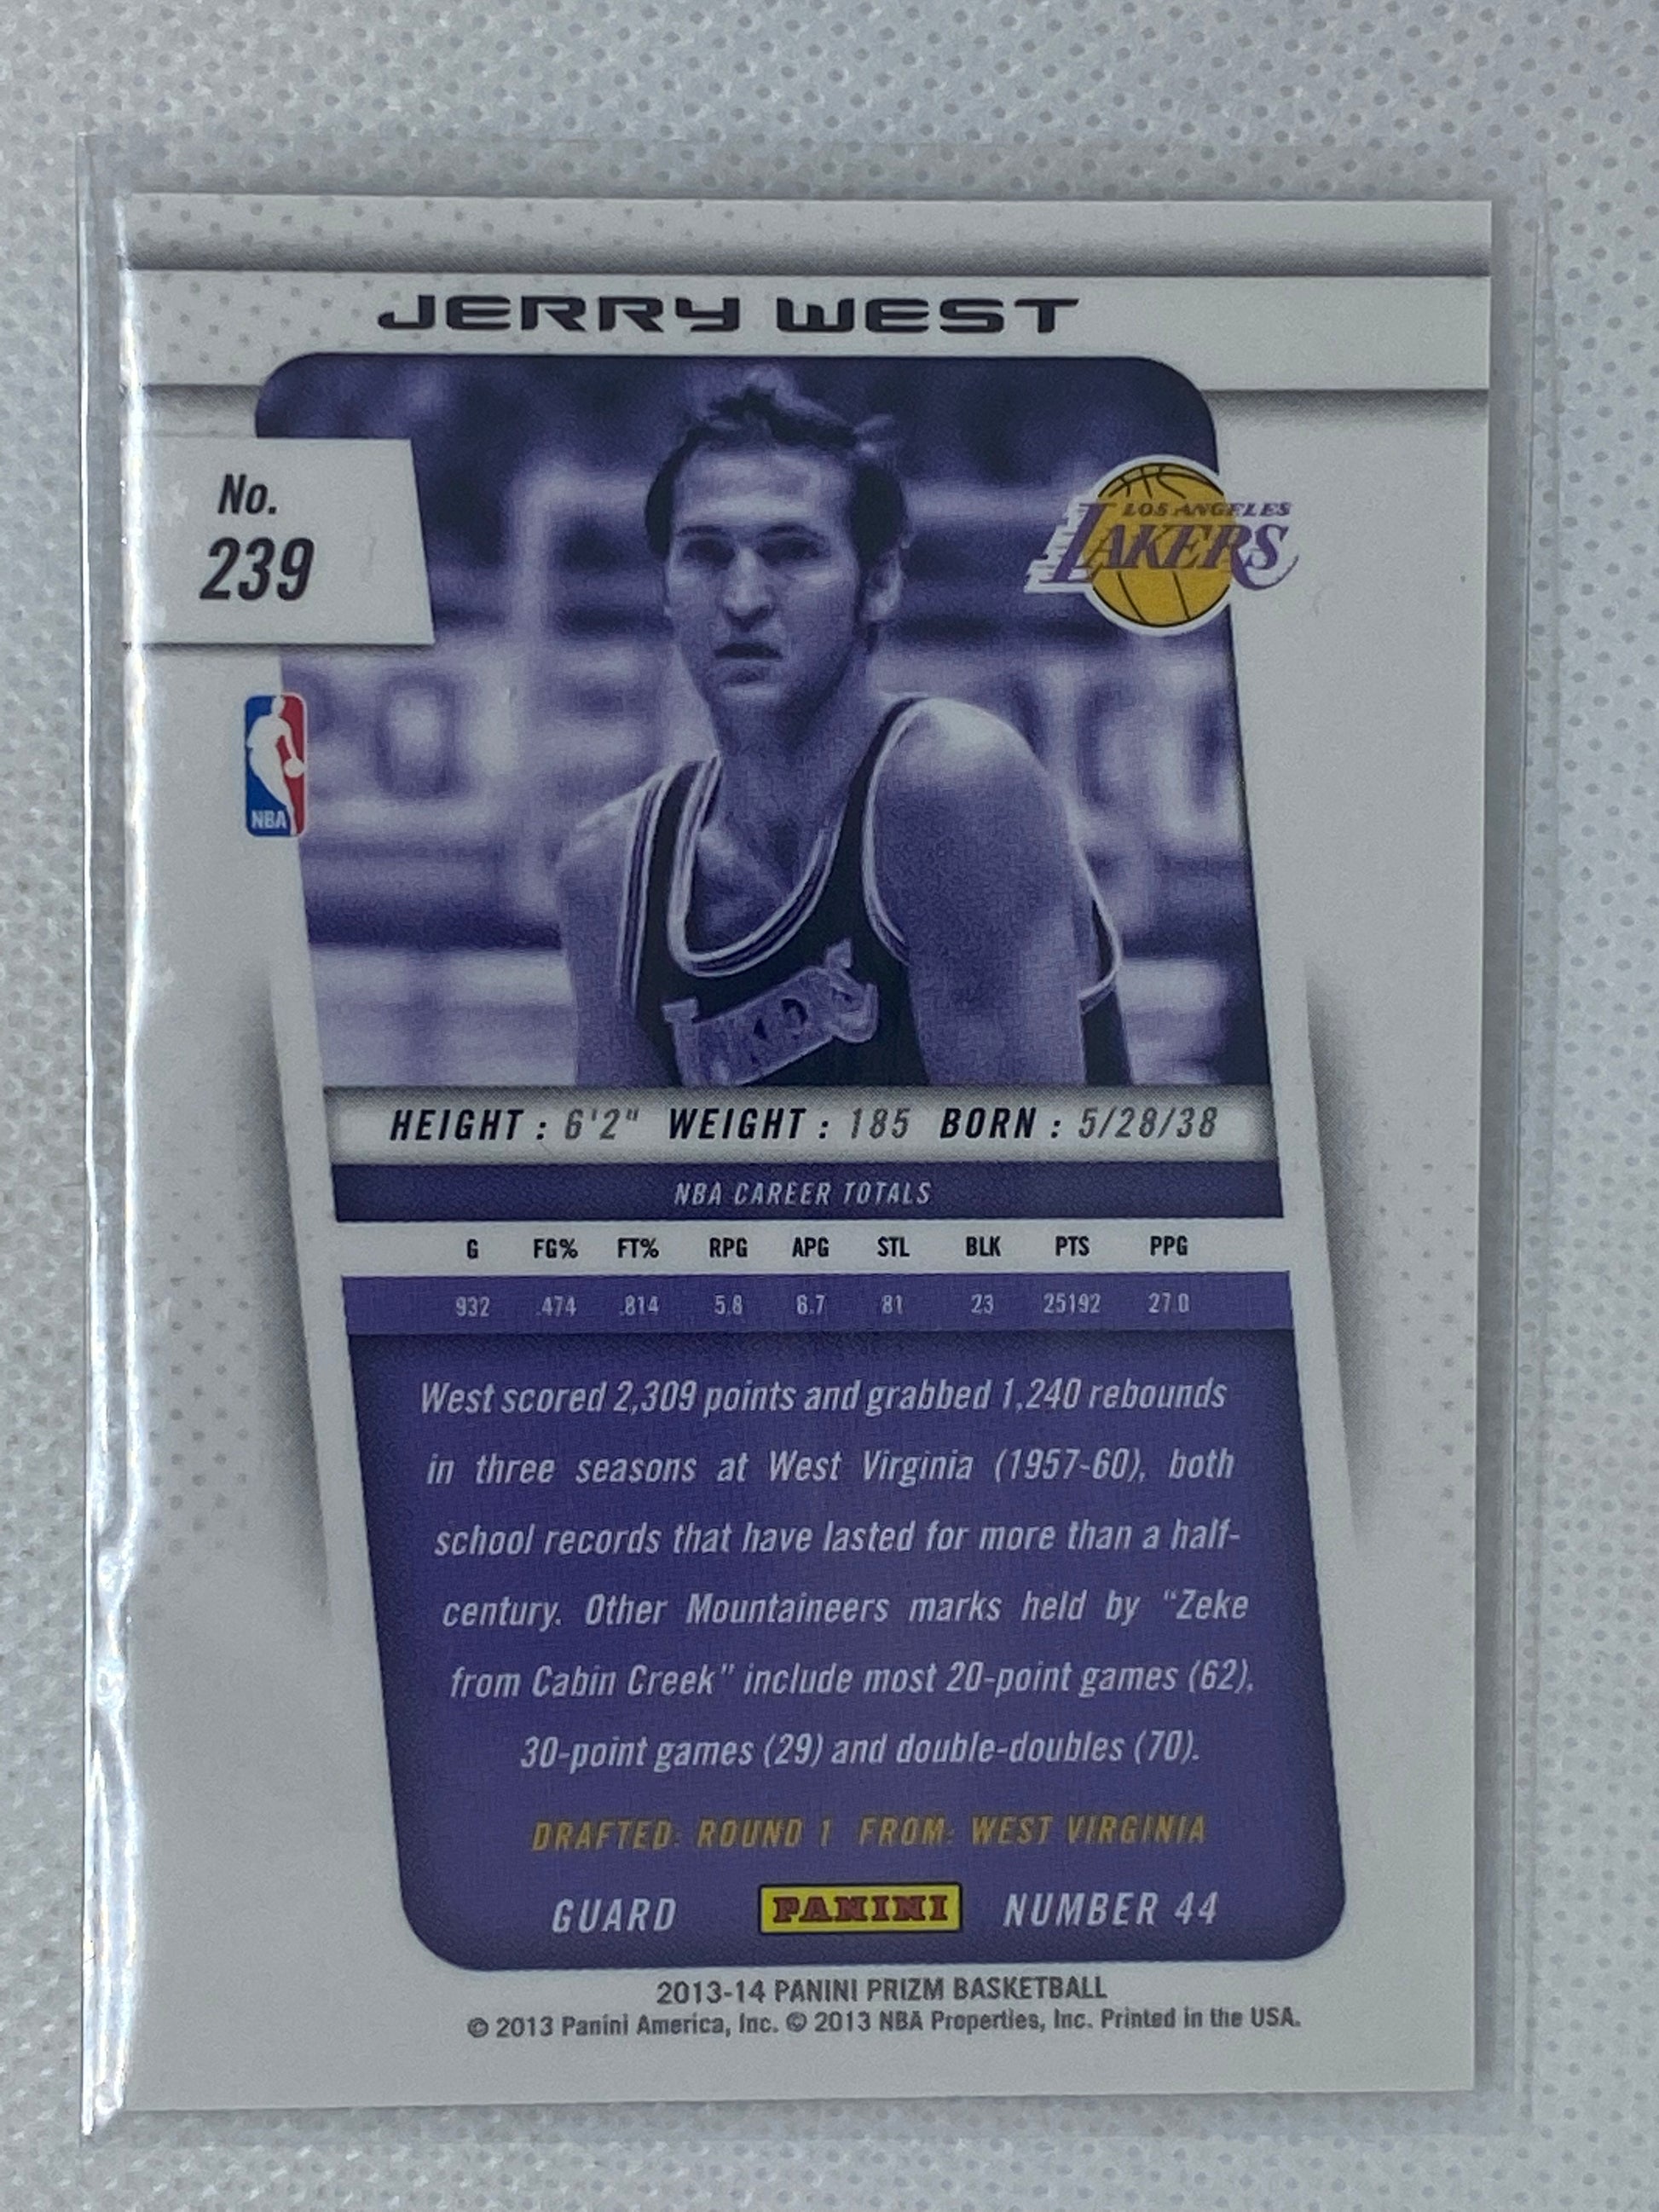 JERRY WEST
No.
239
LOS ANGELES
LAKERS
NBA
HEIGHT : 6'2" WEIGHT : 185 BORN : 5/28/38
NBA CAREER TOTALS
G FG% FT% RPG APG STL BLK PTS PPG
932 .474 .814 5.8 6.7 81 23 25192 27.0
West scored 2,309 points and grabbed 1,240 rebounds
in three seasons at West Virginia (1957-60), both
school records that have lasted for more than a half-
century. Other Mountaineers marks held by “Zeke
from Cabin Creek” include most 20-point games (62),
30-point games (29) and double-doubles (70).
DRAFTED: ROUND 1 FROM: WEST VIRGINIA
GUARD PANINI NUMBER 44
2013-14 PANINI PRIZM BASKETBALL
© 2013 Panini America, Inc. © 2013 NBA Properties, Inc. Printed in the USA.